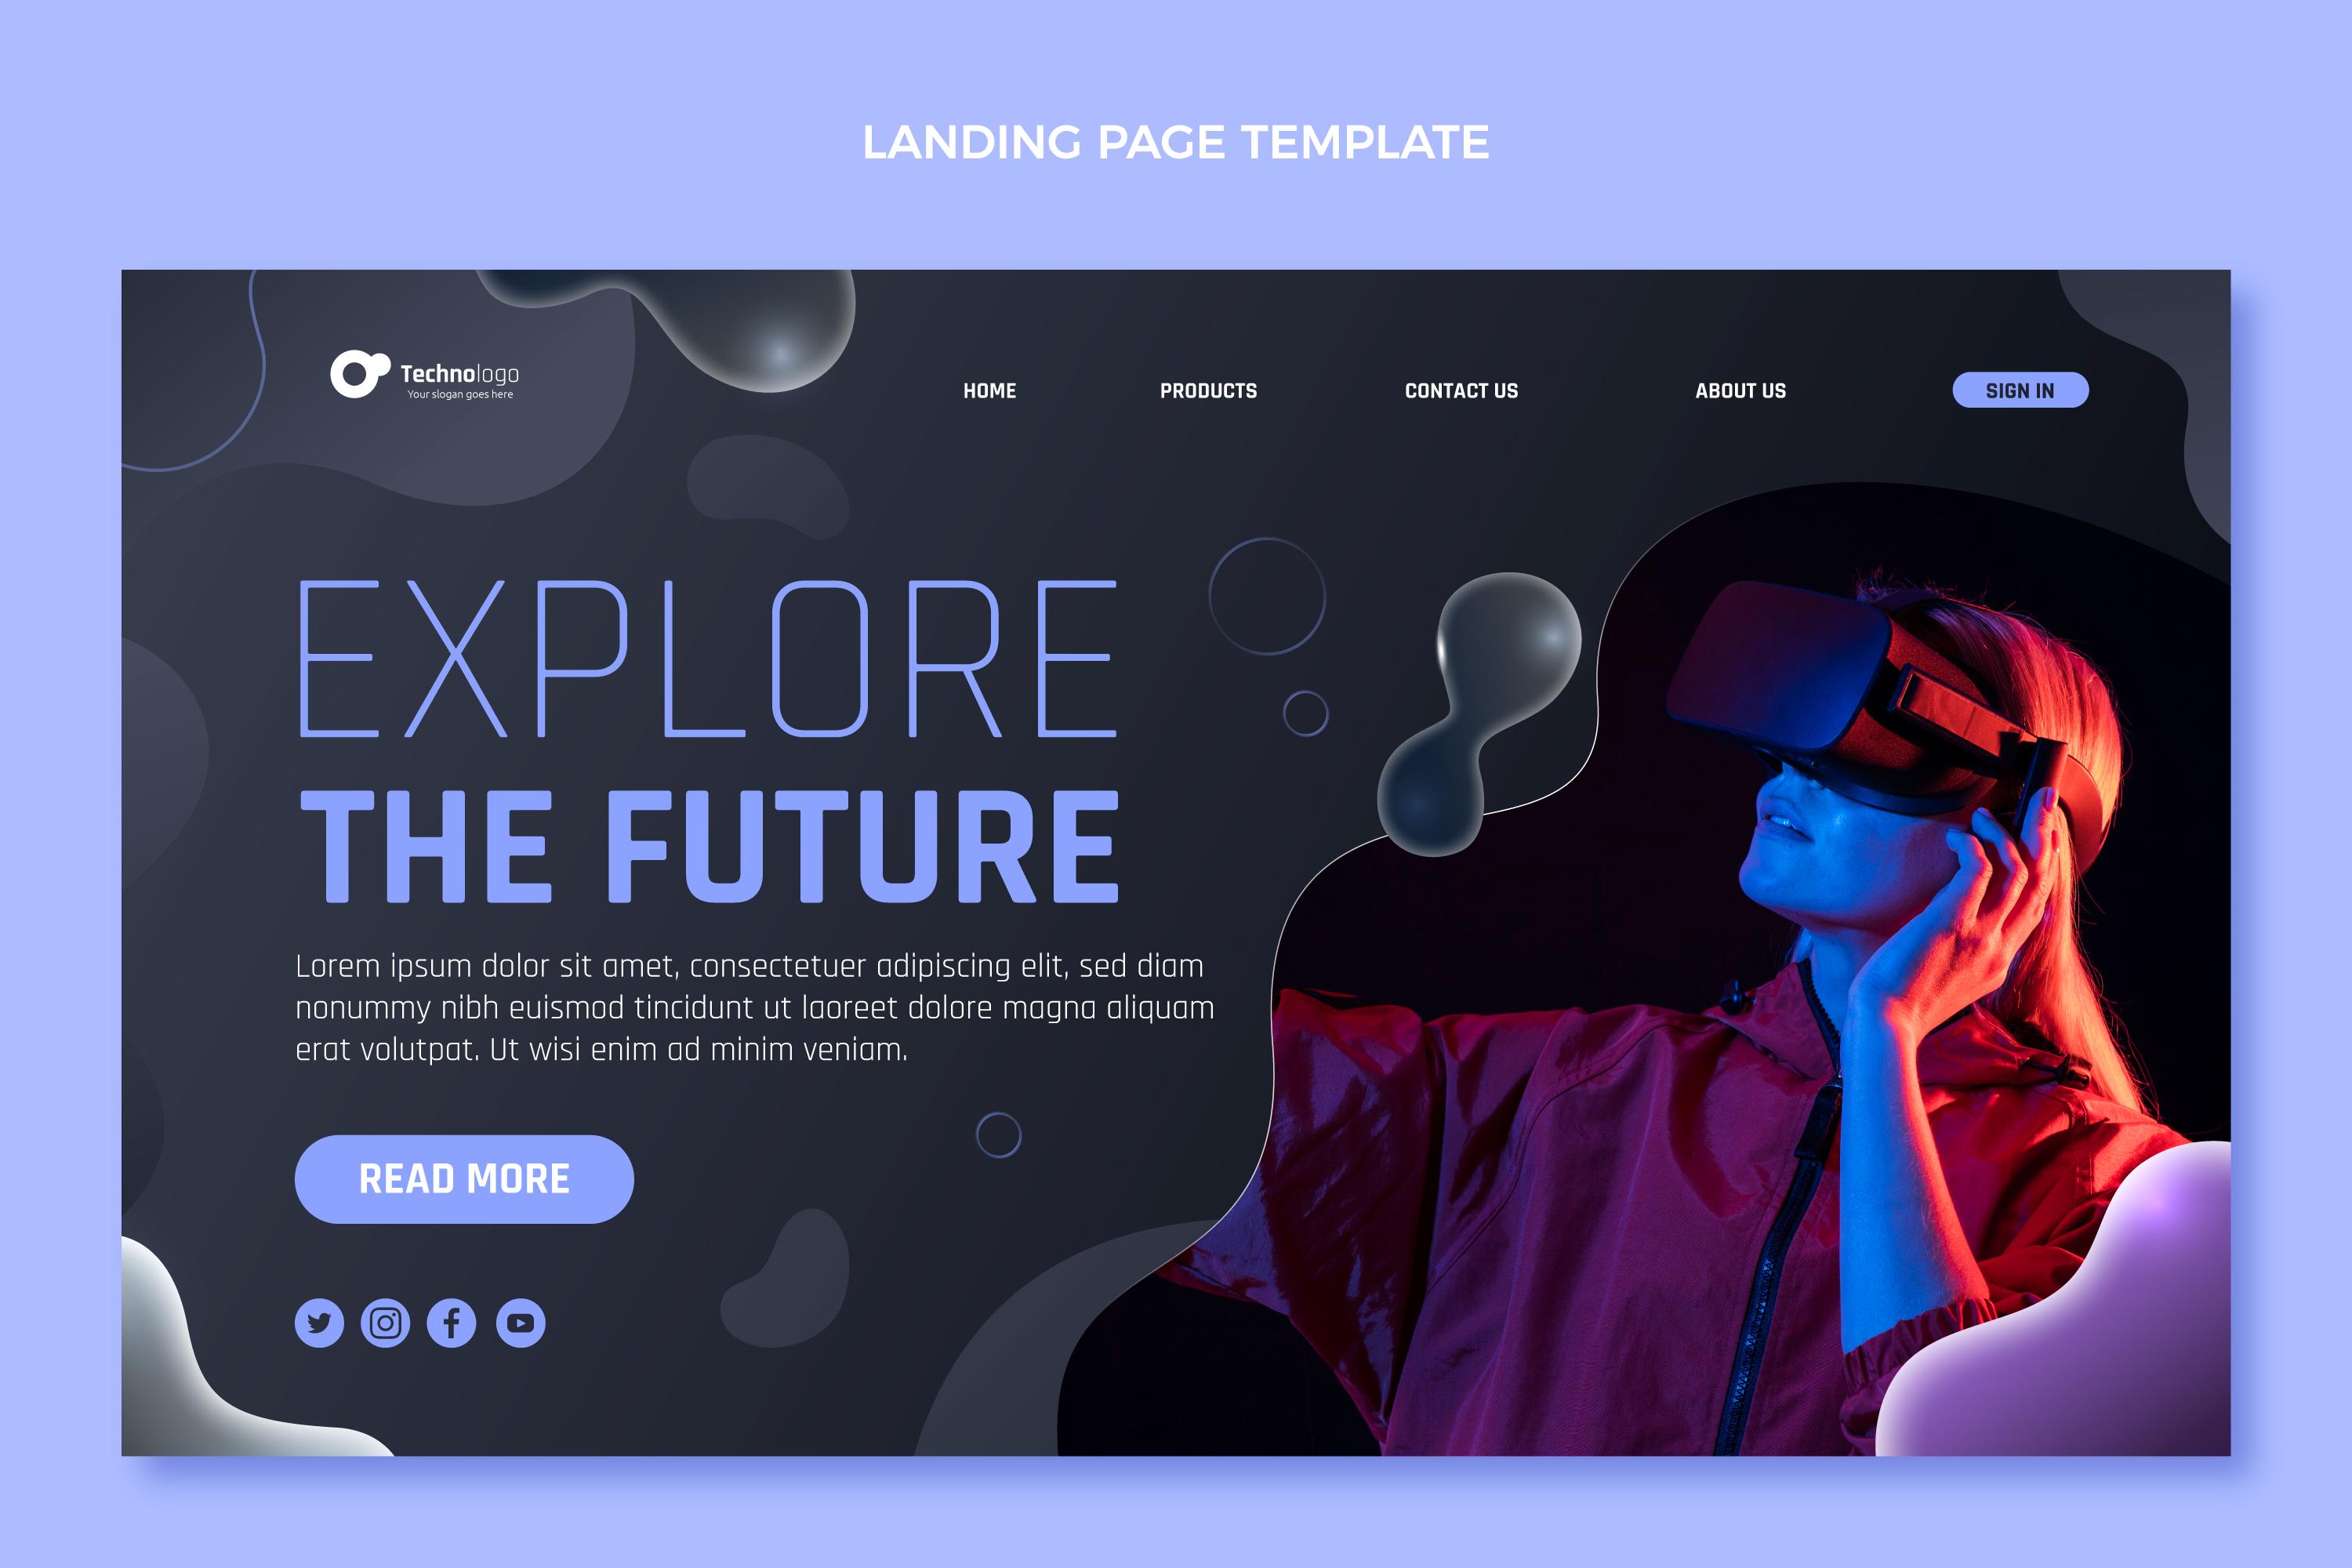 LANDING PAGE TEMPLATE
Technologo
Your slogan goes here
HOME PRODUCTS CONTACT US ABOUT US SIGN IN
EXPLORE
THE FUTURE
Lorem ipsum dolor sit amet, consectetuer adipiscing elit, sed diam
nonummy nibh euismod tincidunt ut laoreet dolore magna aliquam
erat volutpat. Ut wisi enim ad minim veniam.
READ MORE